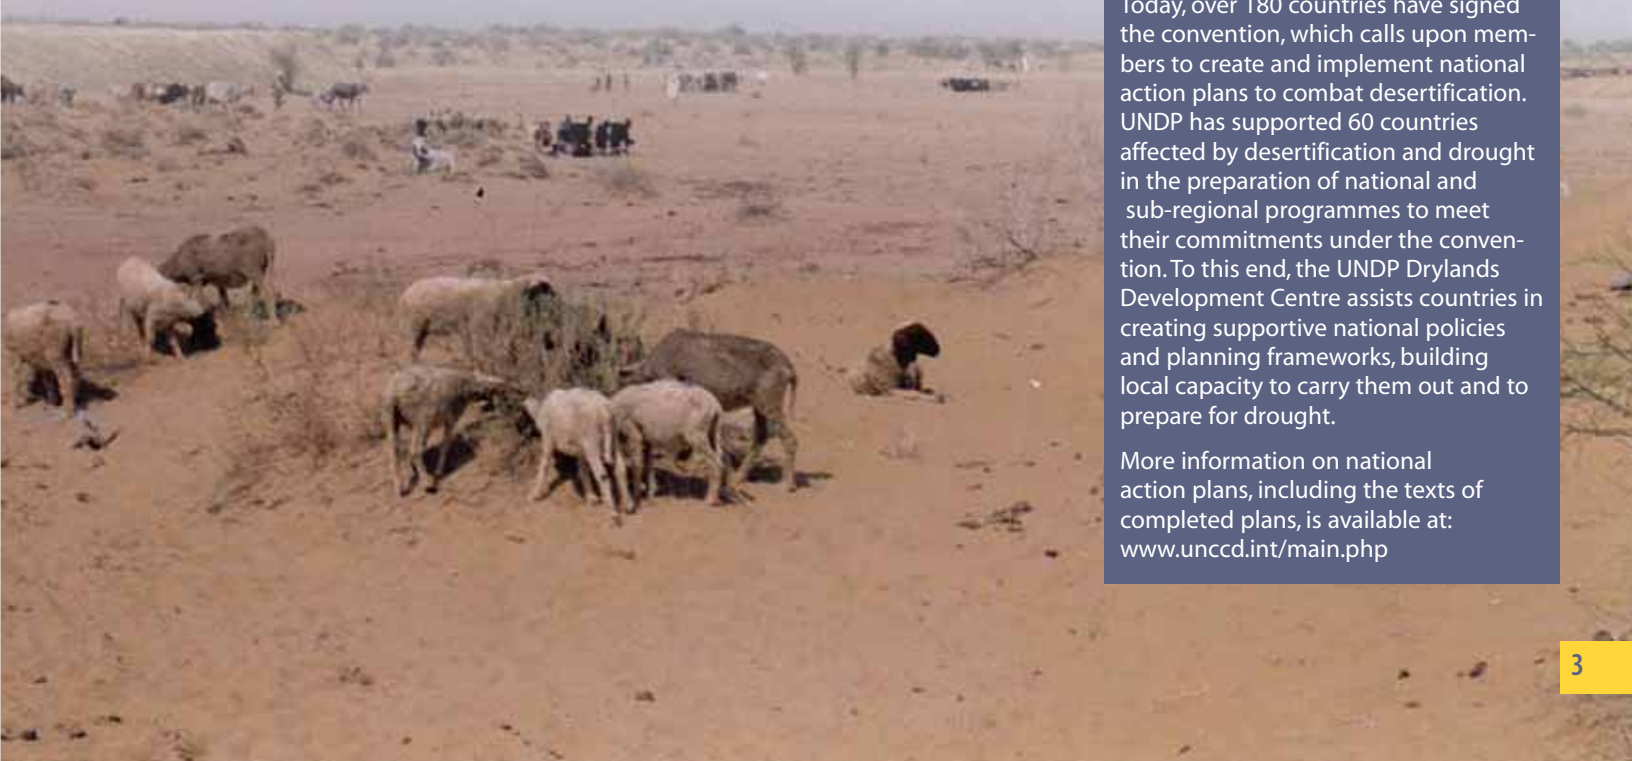 Today, over 180 countries have signed
the convention, which calls upon mem-
bers to create and implement national
action plans to combat desertification.
UNDP has supported 60 countries
affected by desertification and drought
in the preparation of national and
sub-regional programmes to meet
their commitments under the conven-
tion. To this end, the UNDP Drylands
Development Centre assists countries in
creating supportive national policies
and planning frameworks, building
local capacity to carry them out and to
prepare for drought.
More information on national
action plans, including the texts of
completed plans, is available at:
www.unccd.int/main.php
3